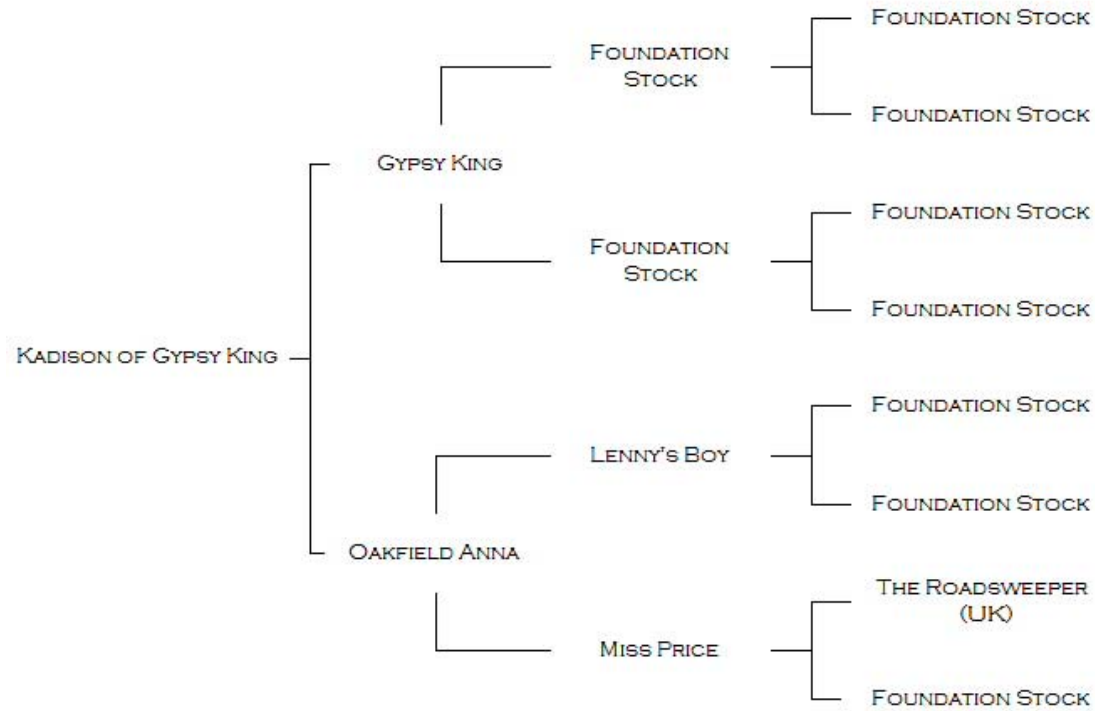 Foundation Stock
Foundation
Stock
Foundation Stock
Gypsy King
Foundation Stock
Foundation
Stock
Foundation Stock
Kadison of Gypsy King
Foundation Stock
Lenny's Boy
Foundation Stock
Oakfield Anna
The Roadsweeper
(UK)
Miss Price
Foundation Stock